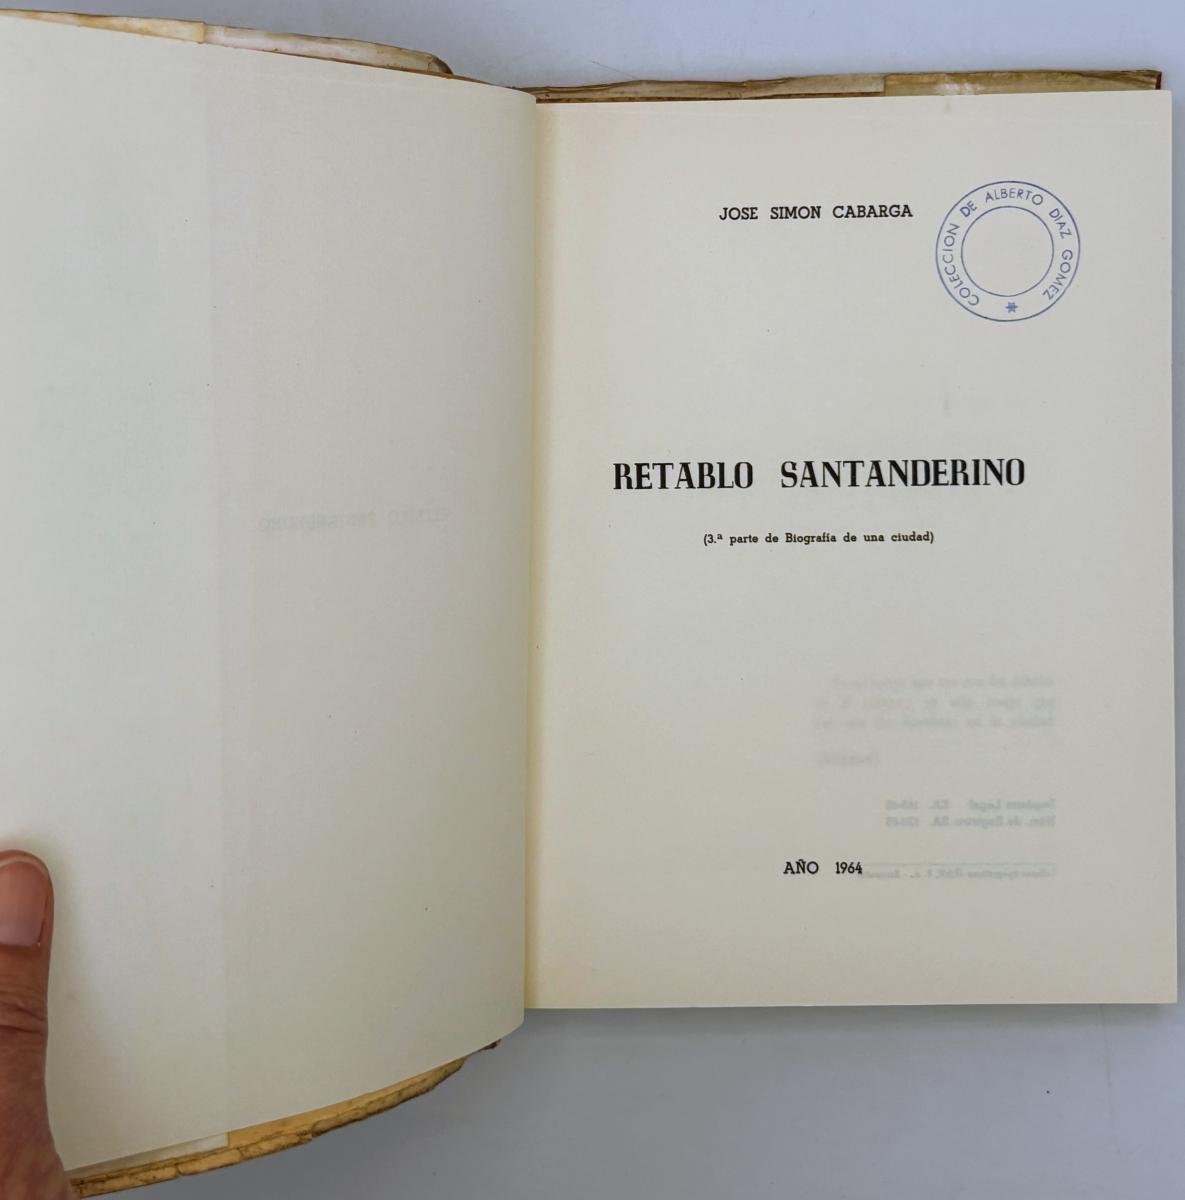 JOSE SIMON CABARGA
COLECCION DE ALBERTO DIAZ GOMEZ
RETABLO SANTANDERINO
(3.ª parte de Biografía de una ciudad)
AÑO 1964